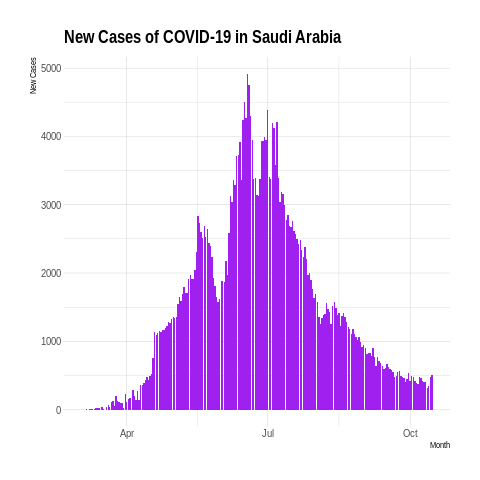 New Cases of COVID-19 in Saudi Arabia
New Cases
5000
4000
3000
2000
1000
0
Apr
Jul
Oct
Month